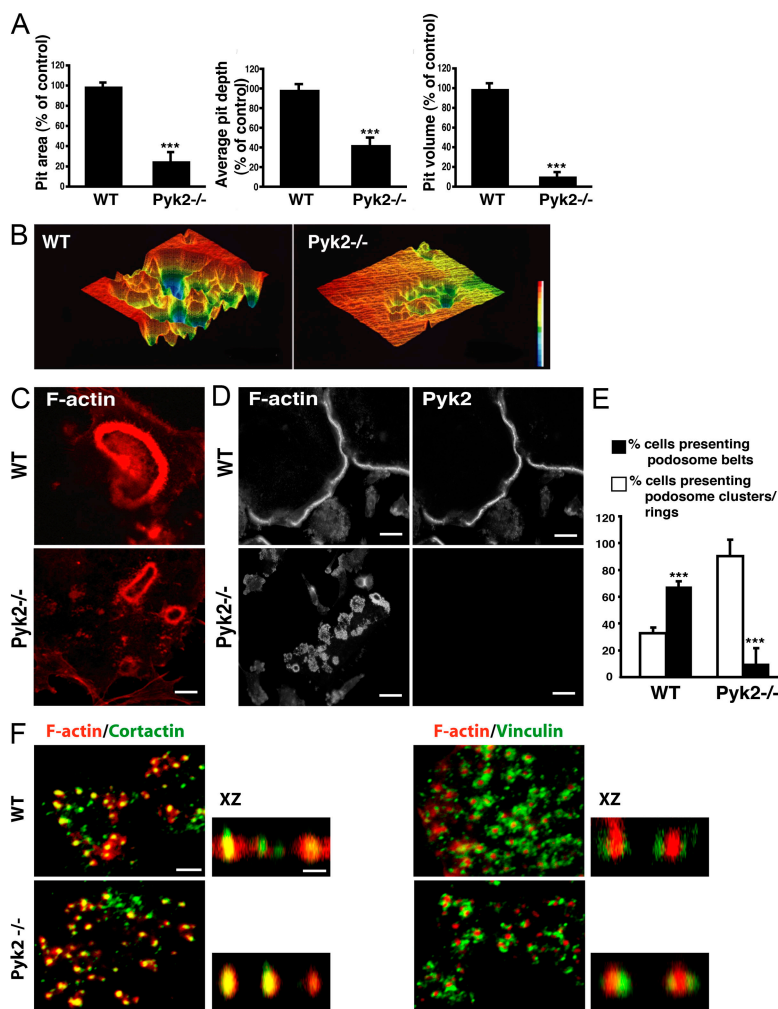 A
Pit area (% of control)
120
100
80
60
40
20
0
***
WT
Pyk2-/-
Average pit depth
(% of control)
120
100
80
60
40
20
0
***
WT
Pyk2-/-
Pit volume (% of control)
120
100
80
60
40
20
0
***
WT
Pyk2-/-
B
WT
Pyk2-/-
C
F-actin
WT
Pyk2-/-
D
F-actin
Pyk2
WT
Pyk2-/-
E
% cells presenting
podosome belts
% cells presenting
podosome clusters/
rings
120
100
80
60
40
20
0
***
***
WT
Pyk2-/-
F
F-actin/Cortactin
WT
XZ
Pyk2 -/-
F-actin/Vinculin
XZ